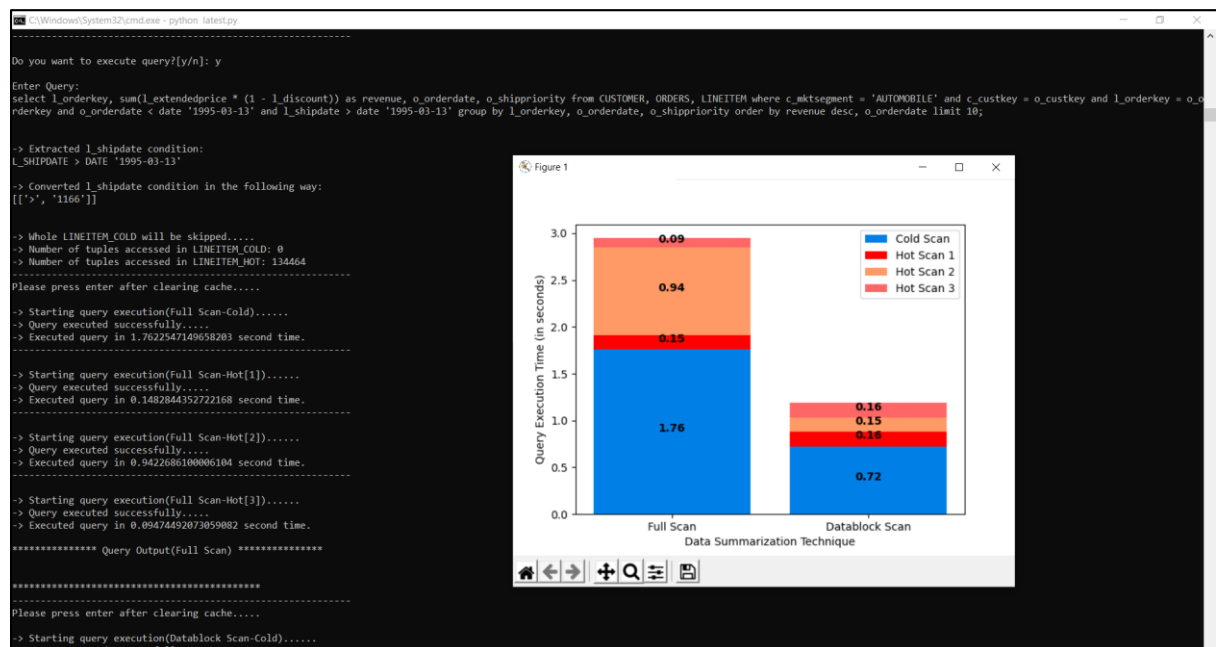 C:\Windows\System32\cmd.exe - python latest.py
--------------------------------------------------------
Do you want to execute query?[y/n]: y
Enter Query:
select l_orderkey, sum(l_extendedprice * (1 - l_discount)) as revenue, o_orderdate, o_shippriority from CUSTOMER, ORDERS, LINEITEM where c_mktsegment = 'AUTOMOBILE' and c_custkey = o_custkey and l_orderkey = o_o
rderkey and o_orderdate < date '1995-03-13' and l_shipdate > date '1995-03-13' group by l_orderkey, o_orderdate, o_shippriority order by revenue desc, o_orderdate limit 10;
-> Extracted l_shipdate condition:
L_SHIPDATE > DATE '1995-03-13'
-> Converted l_shipdate condition in the following way:
[['>', '1166']]
-> Whole LINEITEM_COLD will be skipped.....
-> Number of tuples accessed in LINEITEM_COLD: 0
-> Number of tuples accessed in LINEITEM_HOT: 134464
--------------------------------------------------------
Please press enter after clearing cache.....
-> Starting query execution(Full Scan-Cold)......
-> Query executed successfully.....
-> Executed query in 1.7622547149658203 second time.
--------------------------------------------------------
-> Starting query execution(Full Scan-Hot[1])......
-> Query executed successfully.....
-> Executed query in 0.1482844352722168 second time.
--------------------------------------------------------
-> Starting query execution(Full Scan-Hot[2])......
-> Query executed successfully.....
-> Executed query in 0.9422686100006104 second time.
--------------------------------------------------------
-> Starting query execution(Full Scan-Hot[3])......
-> Query executed successfully.....
-> Executed query in 0.09474492073059082 second time.
*************** Query Output(Full Scan) ***************
*****************************************
--------------------------------------------------------
Please press enter after clearing cache.....
-> Starting query execution(Datablock Scan-Cold)......
Figure 1
Query Execution Time (in seconds)
3.0
2.5
2.0
1.5
1.0
0.5
0.0
0.09
0.94
0.15
1.76
0.16
0.15
0.16
0.72
Cold Scan
Hot Scan 1
Hot Scan 2
Hot Scan 3
Full Scan
Datablock Scan
Data Summarization Technique